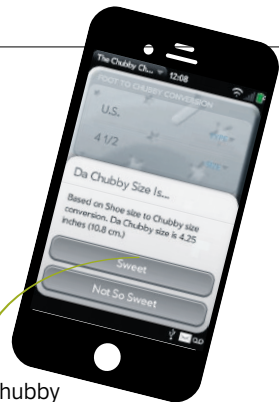 The Chubby Ch... 12:08
FOOT TO CHUBBY CONVERSION
U.S.
4 1/2
Da Chubby Size Is...
Based on Shoe size to Chubby size
conversion. Da Chubby size is 4.25
inches (10.8 cm.)
Sweet
Not So Sweet
hubby